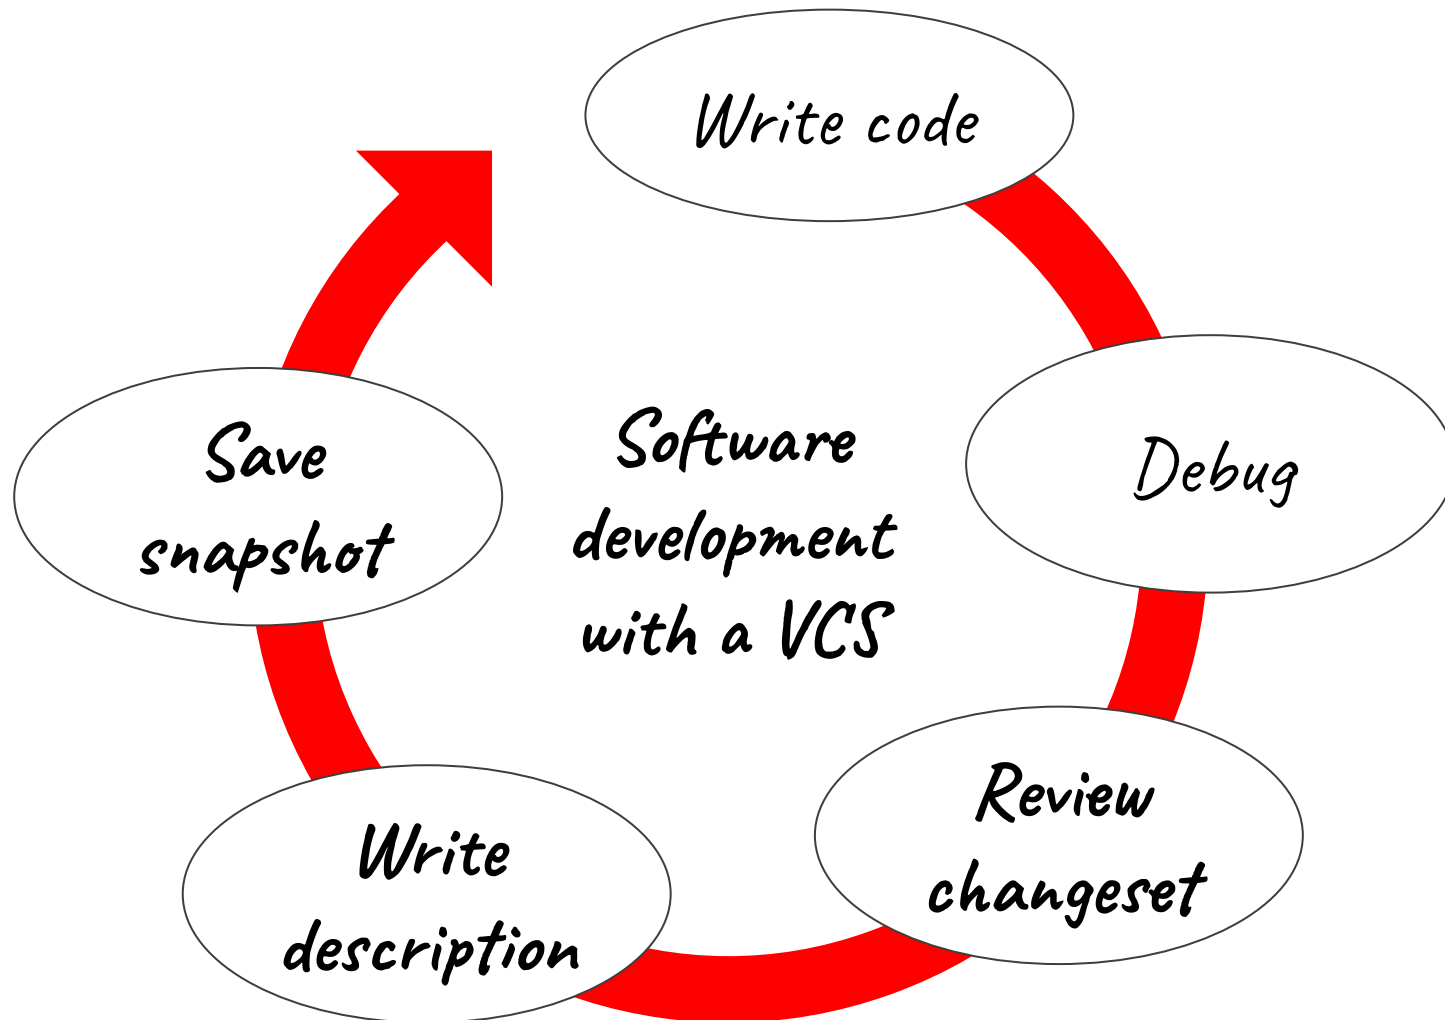 Write code
Debug
Review
changeset
Write
description
Save
snapshot
Software
development
with a VCS